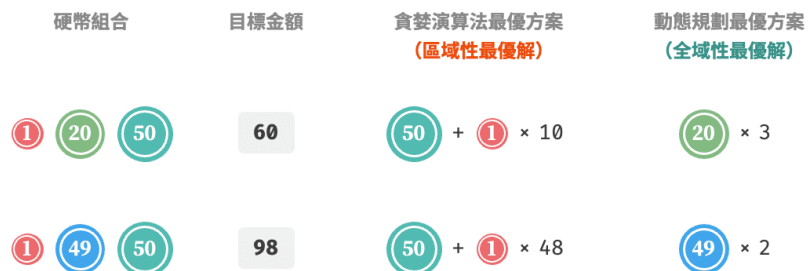 硬幣組合 目標金額 貪婪演算法最優方案 動態規劃最優方案
（區域性最優解） （全域性最優解）
1 20 50 60 50 + 1 × 10 20 × 3
1 49 50 98 50 + 1 × 48 49 × 2